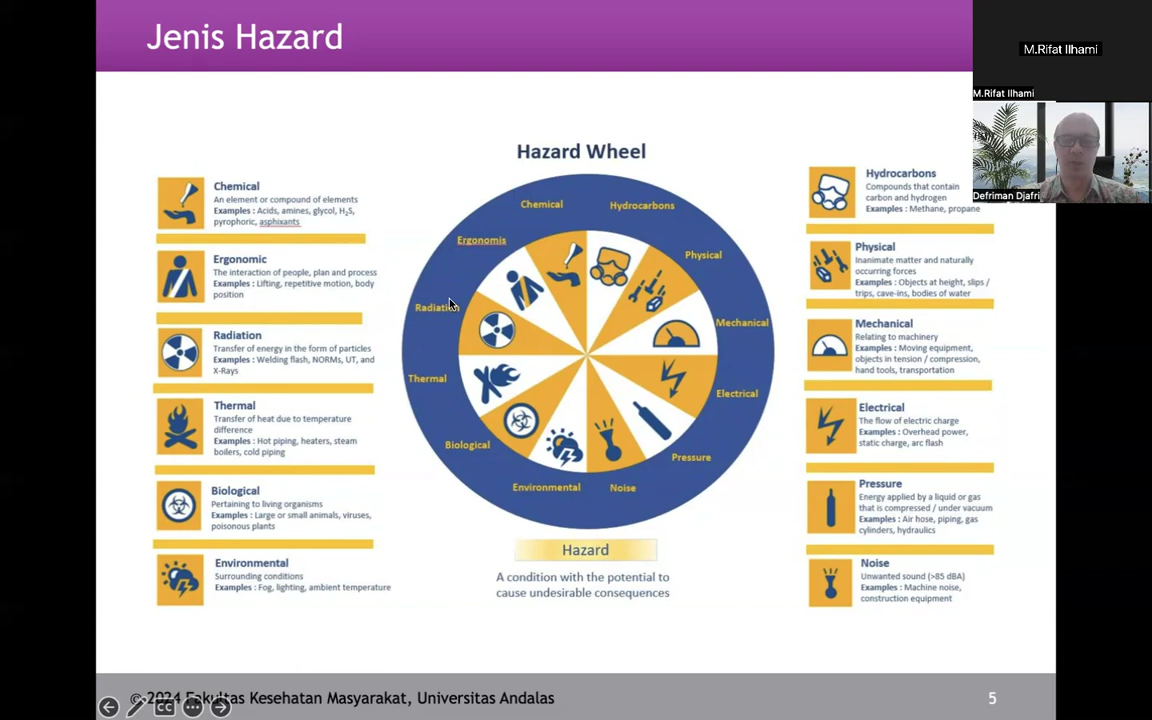 Jenis Hazard
M.Rifat Ilhami
M.Rifat Ilhami
Defriman Djafri
Hazard Wheel
Chemical
An element or compound of elements
Examples : Acids, amines, glycol, H₂S,
pyrophoric, asphixants
Ergonomic
The interaction of people, plan and process
Examples : Lifting, repetitive motion, body
position
Radiation
Transfer of energy in the form of particles
Examples : Welding flash, NORMs, UT, and
X-Rays
Thermal
Transfer of heat due to temperature
difference
Examples : Hot piping, heaters, steam
boilers, cold piping
Biological
Pertaining to living organisms
Examples : Large or small animals, viruses,
poisonous plants
Environmental
Surrounding conditions
Examples : Fog, lighting, ambient temperature
Chemical
Hydrocarbons
Ergonomis
Physical
Radiation
Mechanical
Thermal
Electrical
Biological
Pressure
Environmental
Noise
Hazard
A condition with the potential to
cause undesirable consequences
Hydrocarbons
Compounds that contain
carbon and hydrogen
Examples : Methane, propane
Physical
Inanimate matter and naturally
occurring forces
Examples : Objects at height, slips /
trips, cave-ins, bodies of water
Mechanical
Relating to machinery
Examples : Moving equipment,
objects in tension / compression,
hand tools, transportation
Electrical
The flow of electric charge
Examples : Overhead power,
static charge, arc flash
Pressure
Energy applied by a liquid or gas
that is compressed / under vacuum
Examples : Air hose, piping, gas
cylinders, hydraulics
Noise
Unwanted sound (>85 dBA)
Examples : Machine noise,
construction equipment
© 2024 Fakultas Kesehatan Masyarakat, Universitas Andalas
5
CC